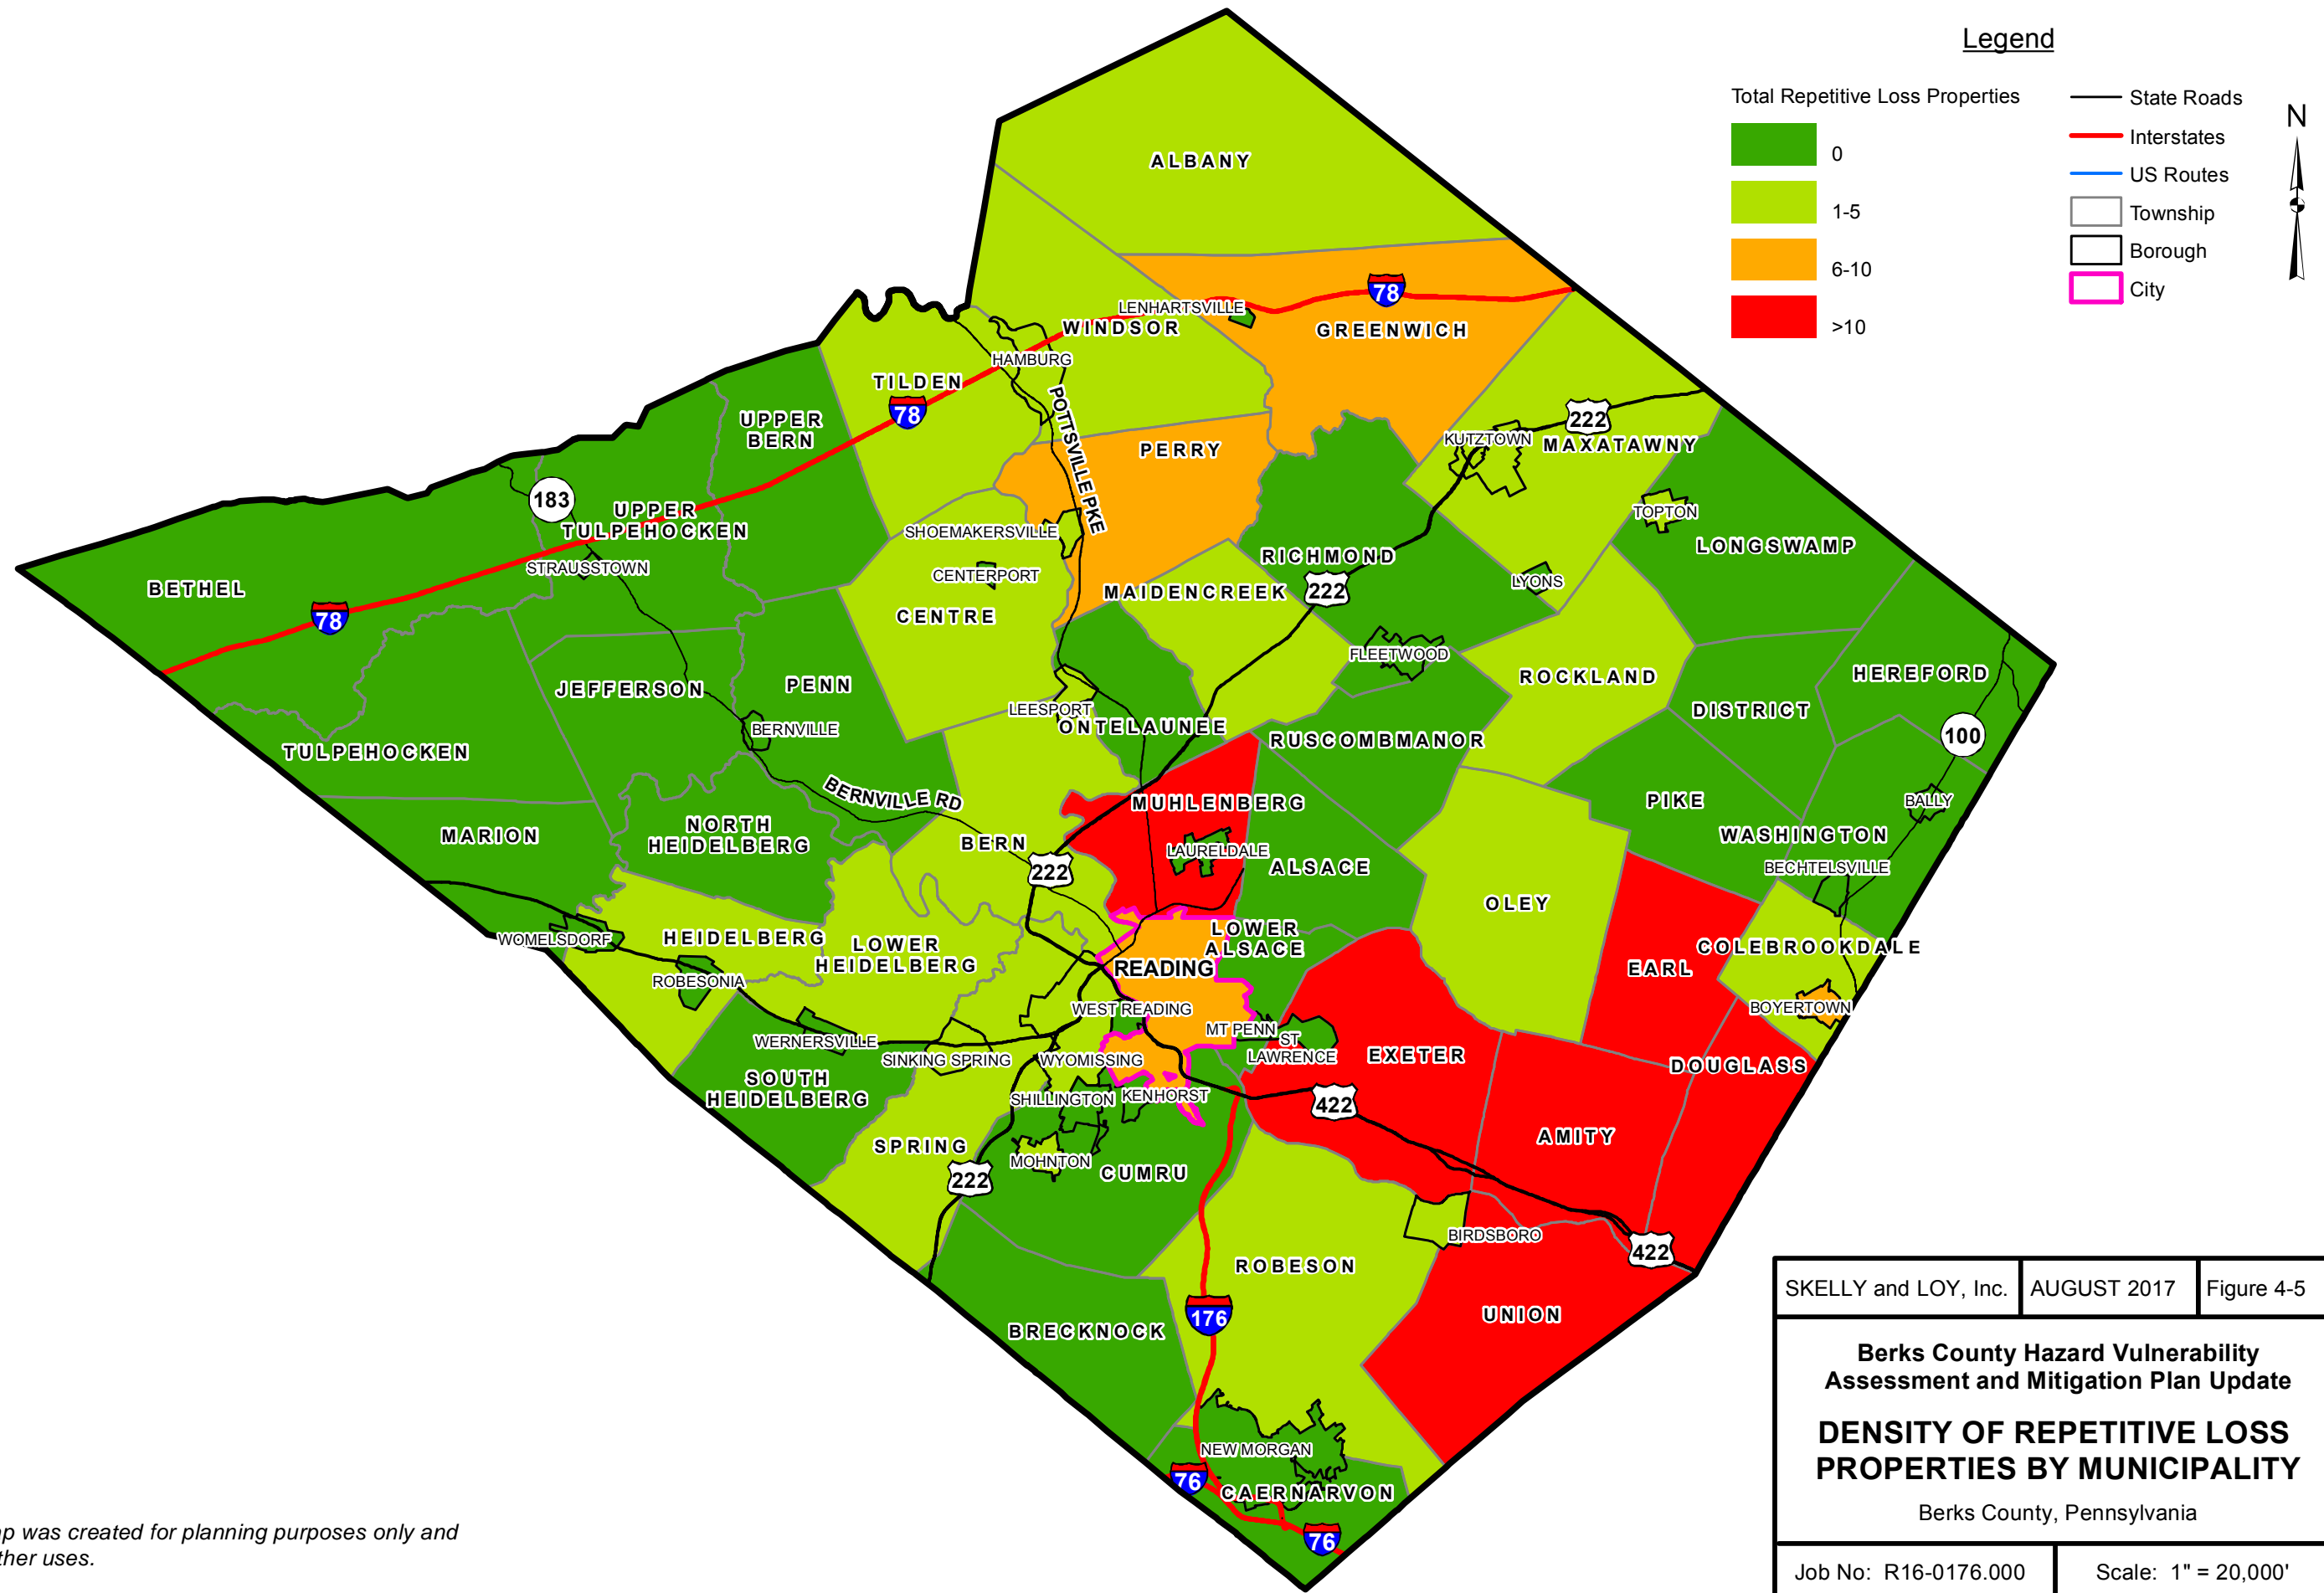 Legend
Total Repetitive Loss Properties
0
1-5
6-10
>10
State Roads
Interstates
US Routes
Township
Borough
City
N
ALBANY
78
LENHARTSVILLE
WINDSOR
GREENWICH
HAMBURG
TILDEN
78
POTTSVILLE PKE
UPPER
BERN
PERRY
222
KUTZTOWN
MAXATAWNY
183
UPPER
TULPEHOCKEN
SHOEMAKERSVILLE
TOPTON
LONGSWAMP
STRAUSSTOWN
CENTERPORT
RICHMOND
LYONS
BETHEL
78
CENTRE
MAIDENCREEK
222
FLEETWOOD
JEFFERSON
PENN
ROCKLAND
HEREFORD
LEESPORT
DISTRICT
BERNVILLE
ONTELAUNEE
RUSCOMBMANOR
100
TULPEHOCKEN
BERNVILLE RD
MUHLENBERG
PIKE
BALLY
MARION
NORTH
HEIDELBERG
BERN
222
LAURELDALE
ALSACE
WASHINGTON
BECHTELSVILLE
OLEY
WOMELSDORF
HEIDELBERG
LOWER
HEIDELBERG
LOWER
ALSACE
COLEBROOKDALE
READING
EARL
ROBESONIA
WEST READING
BOYERTOWN
WERNERSVILLE
SINKING SPRING
WYOMISSING
MT PENN
ST
LAWRENCE
EXETER
DOUGLASS
SOUTH
HEIDELBERG
SHILLINGTON
KENHORST
422
SPRING
MOHNTON
CUMRU
AMITY
222
BIRDSBORO
422
ROBESON
176
UNION
BRECKNOCK
NEW MORGAN
76
CAERNARVON
76
SKELLY and LOY, Inc.
AUGUST 2017
Figure 4-5
Berks County Hazard Vulnerability
Assessment and Mitigation Plan Update
DENSITY OF REPETITIVE LOSS
PROPERTIES BY MUNICIPALITY
Berks County, Pennsylvania
Job No: R16-0176.000
Scale: 1" = 20,000'
was created for planning purposes only and
uses.